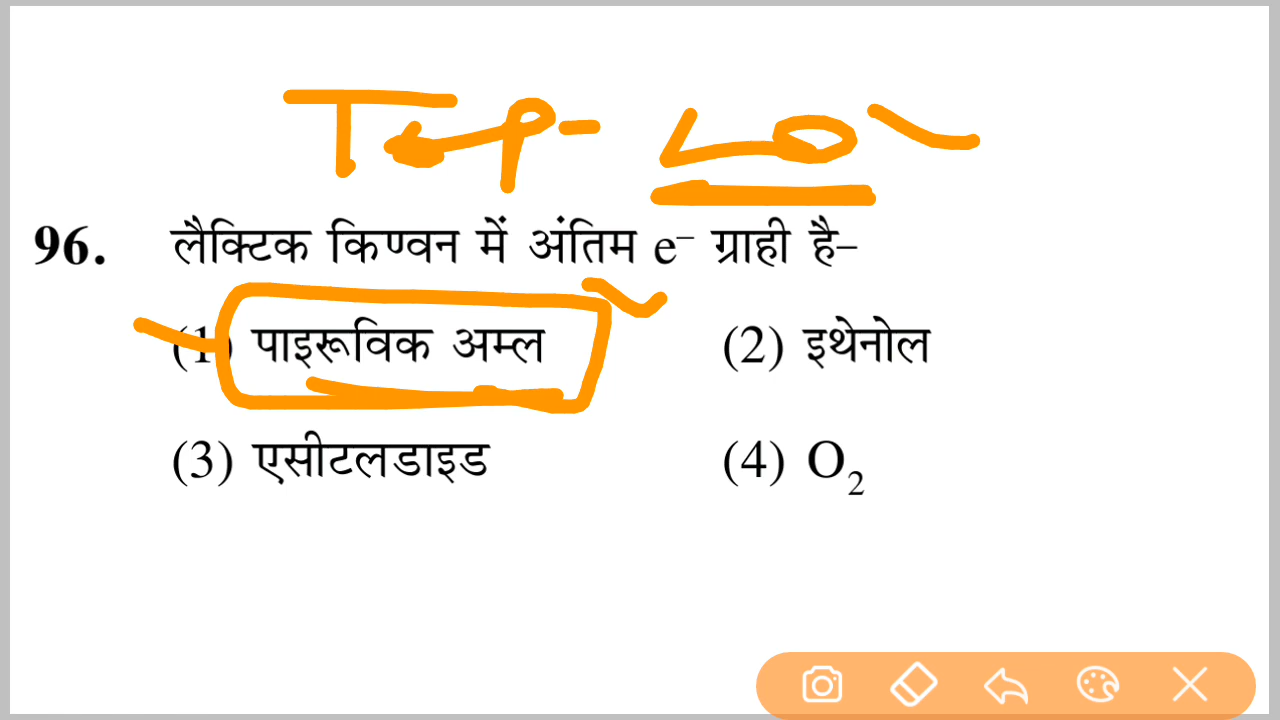 96. लैक्टिक किण्वन में अंतिम e⁻ ग्राही है–
(1) पाइरूविक अम्ल (2) इथेनोल
(3) एसीटलडाइड (4) O₂